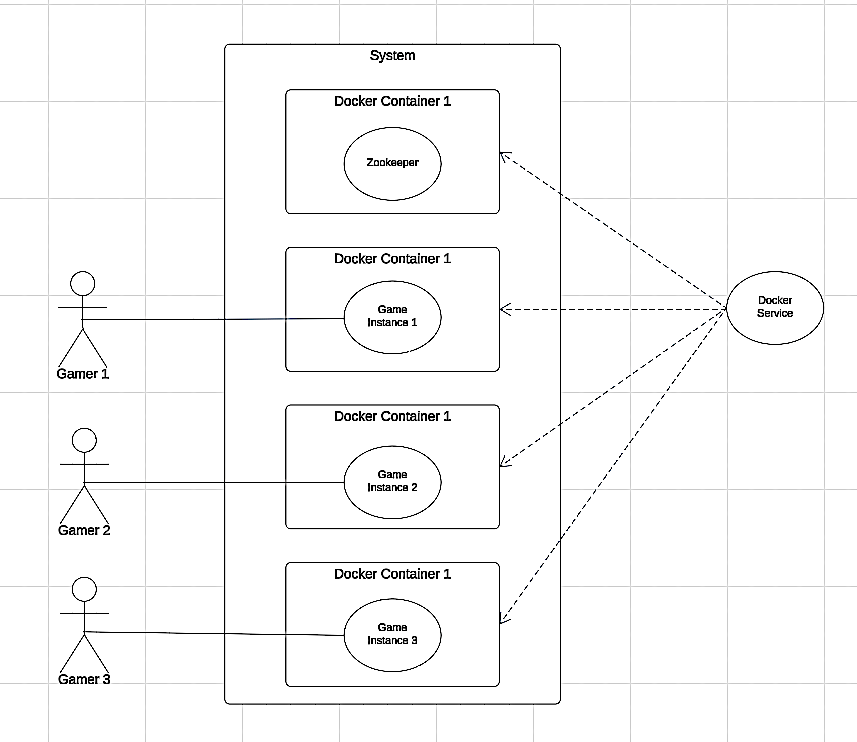 System
Docker Container 1
Zookeeper
Docker Container 1
Game
Instance 1
Docker
Service
Gamer 1
Docker Container 1
Game
Instance 2
Gamer 2
Docker Container 1
Game
Instance 3
Gamer 3